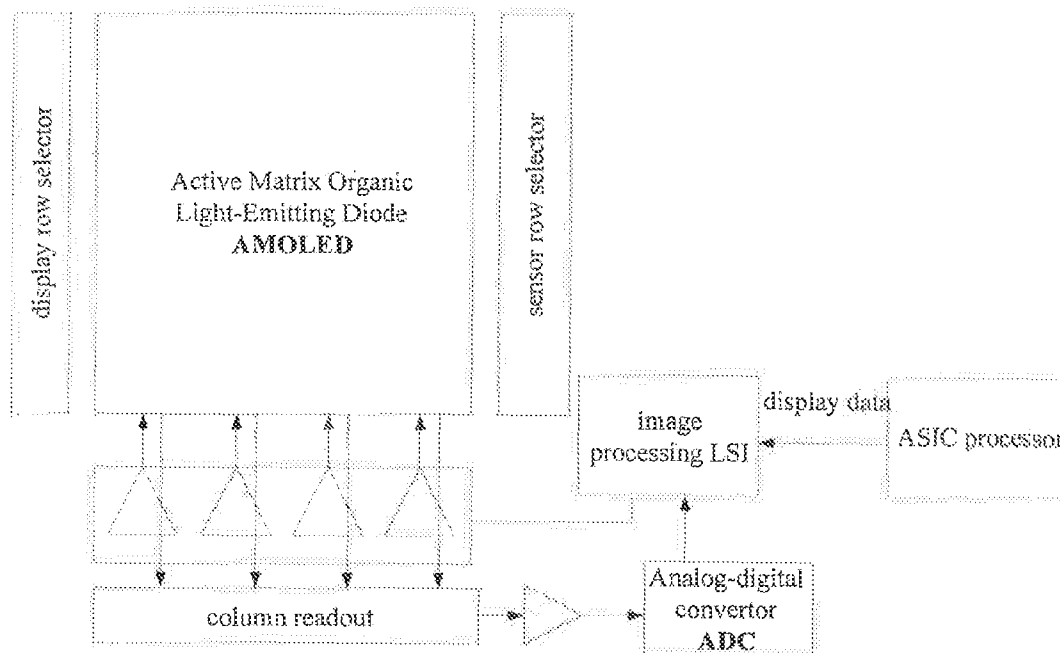 display row selector
Active Matrix Organic
Light-Emitting Diode
AMOLED
sensor row selector
image
processing LSI
display data
ASIC processor
column readout
Analog-digital
convertor
ADC